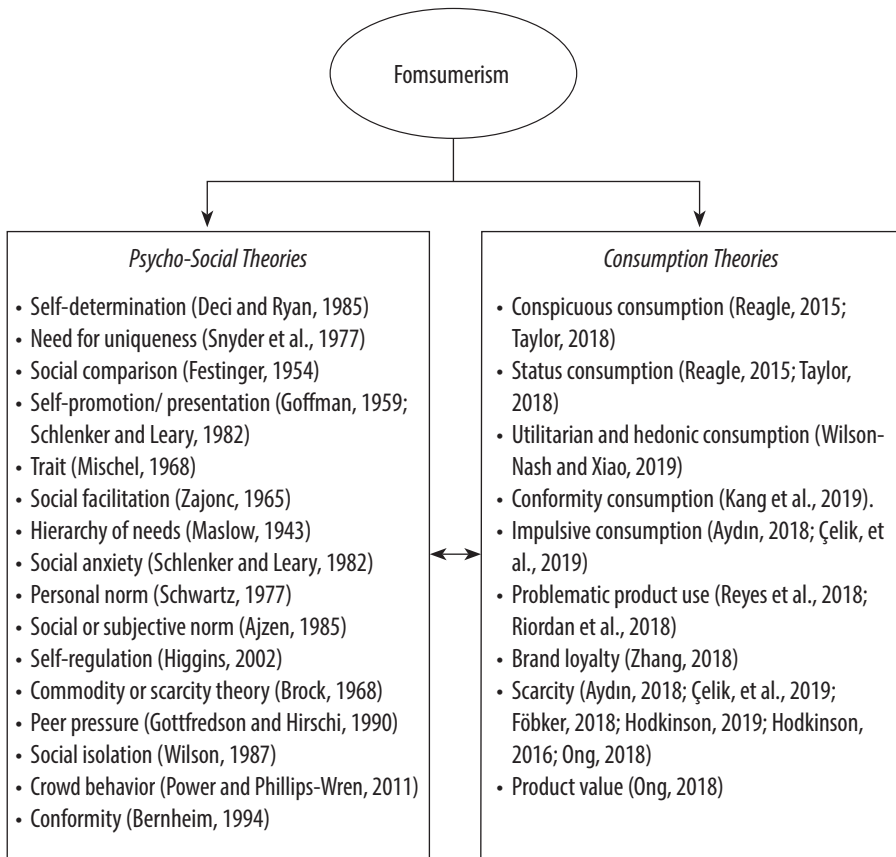 Fomsumerism
Psycho-Social Theories
• Self-determination (Deci and Ryan, 1985)
• Need for uniqueness (Snyder et al., 1977)
• Social comparison (Festinger, 1954)
• Self-promotion/ presentation (Goffman, 1959;
Schlenker and Leary, 1982)
• Trait (Mischel, 1968)
• Social facilitation (Zajonc, 1965)
• Hierarchy of needs (Maslow, 1943)
• Social anxiety (Schlenker and Leary, 1982)
• Personal norm (Schwartz, 1977)
• Social or subjective norm (Ajzen, 1985)
• Self-regulation (Higgins, 2002)
• Commodity or scarcity theory (Brock, 1968)
• Peer pressure (Gottfredson and Hirschi, 1990)
• Social isolation (Wilson, 1987)
• Crowd behavior (Power and Phillips-Wren, 2011)
• Conformity (Bernheim, 1994)
Consumption Theories
• Conspicuous consumption (Reagle, 2015;
Taylor, 2018)
• Status consumption (Reagle, 2015; Taylor,
2018)
• Utilitarian and hedonic consumption (Wilson-
Nash and Xiao, 2019)
• Conformity consumption (Kang et al., 2019).
• Impulsive consumption (Aydın, 2018; Çelik, et
al., 2019)
• Problematic product use (Reyes et al., 2018;
Riordan et al., 2018)
• Brand loyalty (Zhang, 2018)
• Scarcity (Aydın, 2018; Çelik, et al., 2019;
Föbker, 2018; Hodkinson, 2019; Hodkinson,
2016; Ong, 2018)
• Product value (Ong, 2018)